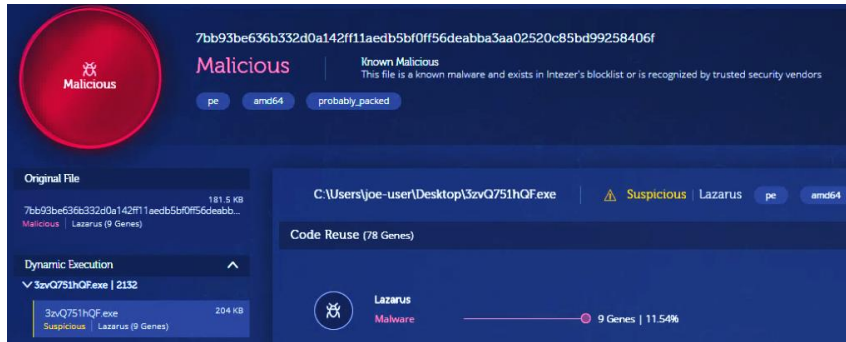 7bb93be636b332d0a142ff11aedb5bf0ff56deabba3aa02520c85bd99258406f
Malicious
Malicious
Known Malicious
This file is a known malware and exists in Intezer's blocklist or is recognized by trusted security vendors
pe amd64 probably_packed
Original File
181.5 KB
7bb93be636b332d0a142ff11aedb5bf0ff56deabb...
Malicious | Lazarus (9 Genes)
Dynamic Execution
3zvQ751hQF.exe | 2132
3zvQ751hQF.exe 204 KB
Suspicious | Lazarus (9 Genes)
C:\Users\joe-user\Desktop\3zvQ751hQF.exe Suspicious | Lazarus pe amd64
Code Reuse (78 Genes)
Lazarus
Malware 9 Genes | 11.54%